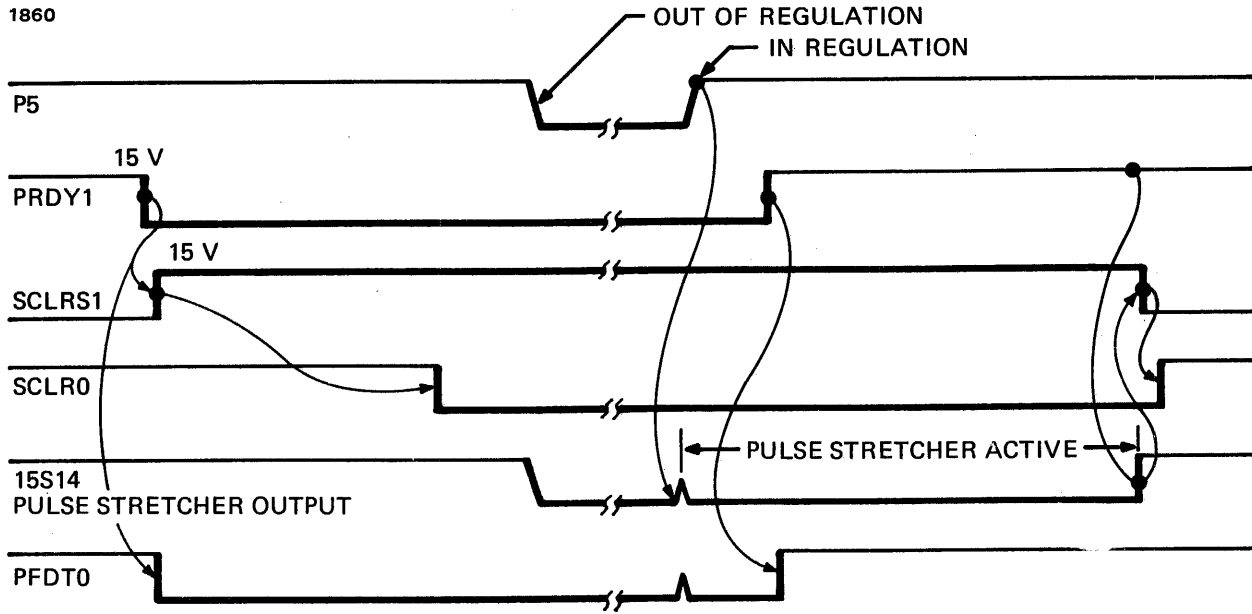 1860
OUT OF REGULATION
IN REGULATION
P5
15 V
PRDY1
15 V
SCLRS1
SCLR0
PULSE STRETCHER ACTIVE
15S14
PULSE STRETCHER OUTPUT
PFDT0